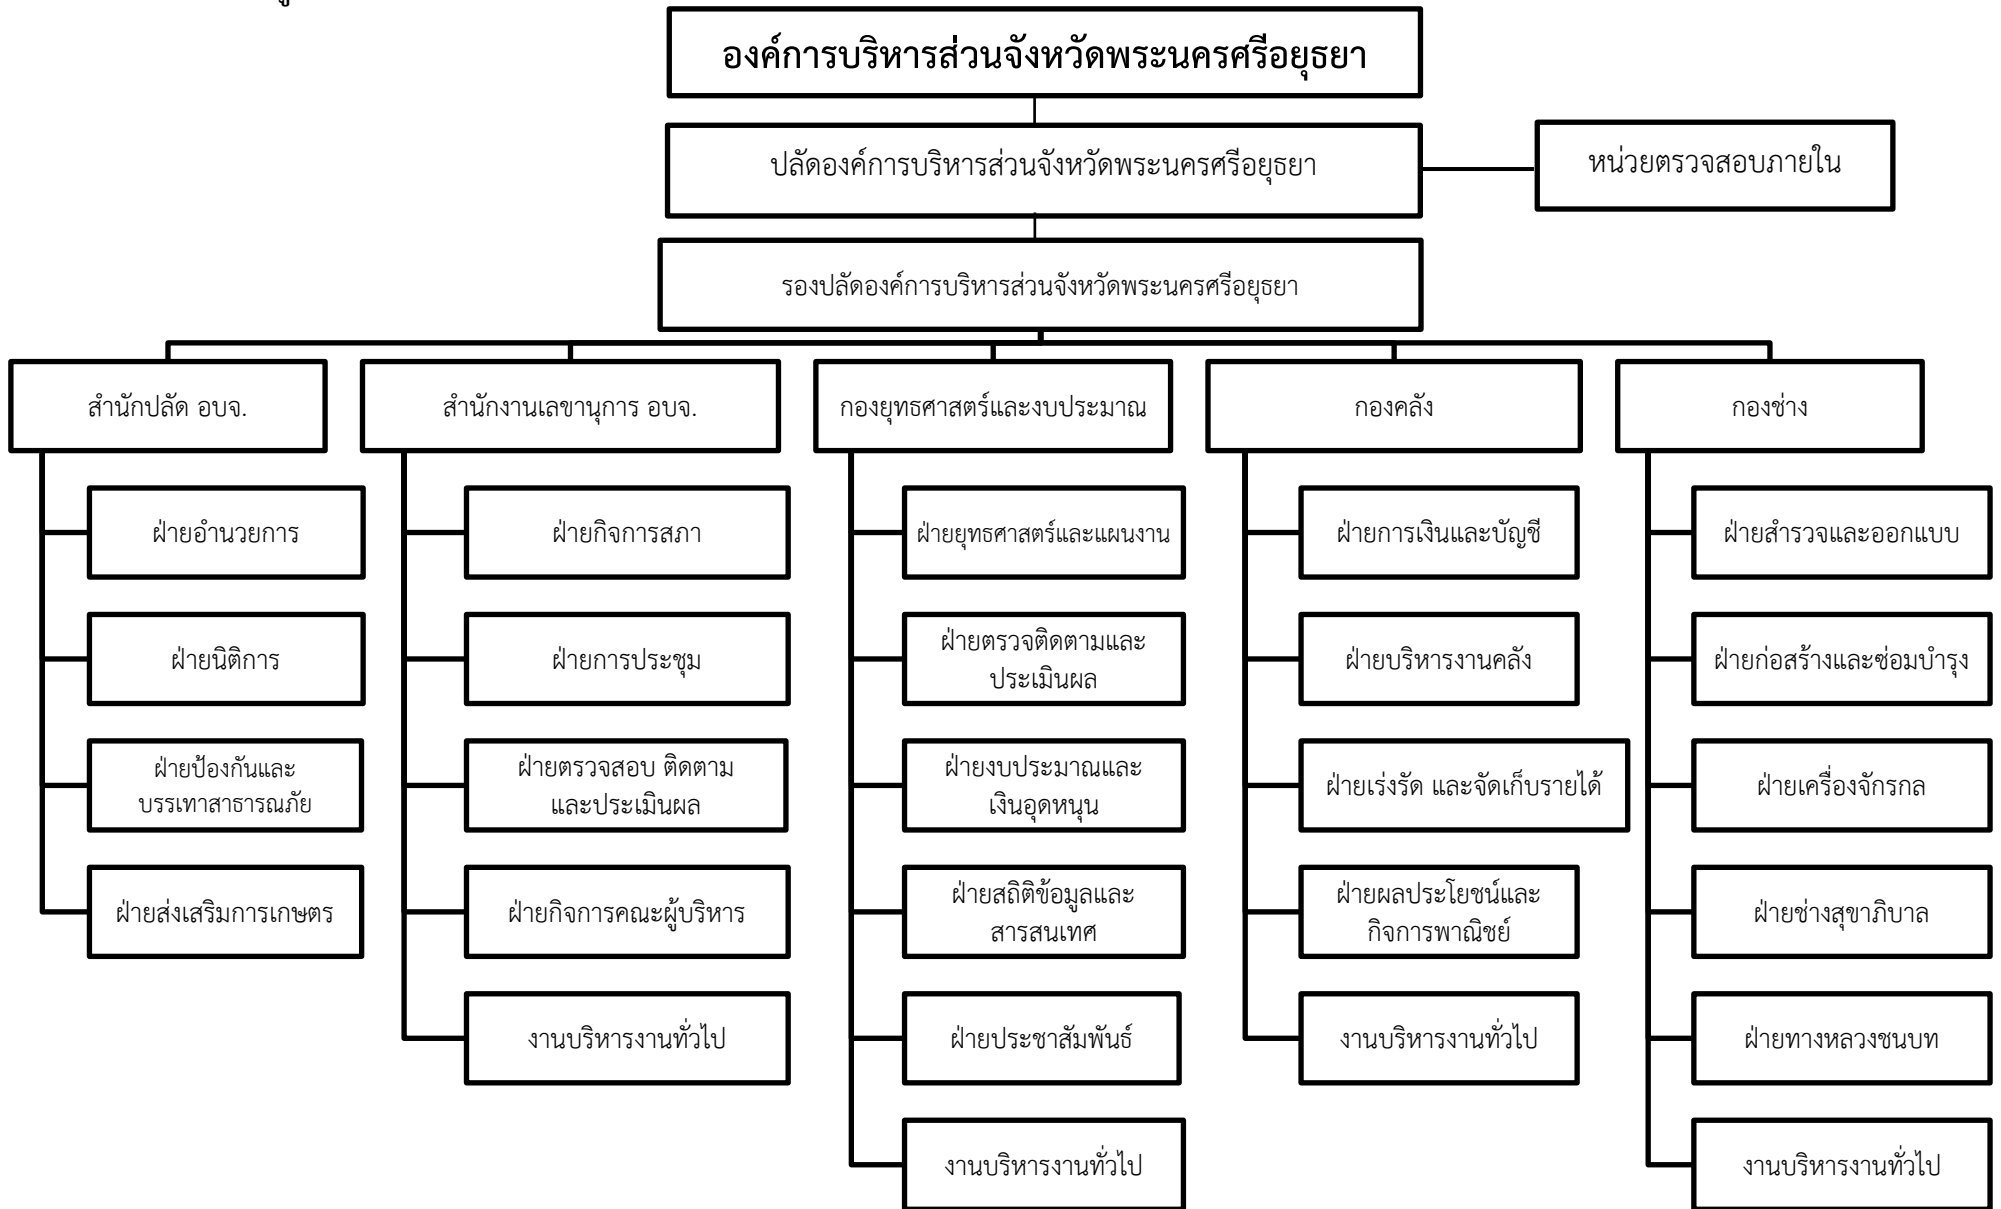 องค์การบริหารส่วนจังหวัดพระนครศรีอยุธยา
ปลัดองค์การบริหารส่วนจังหวัดพระนครศรีอยุธยา
หน่วยตรวจสอบภายใน
รองปลัดองค์การบริหารส่วนจังหวัดพระนครศรีอยุธยา
สำนักปลัด อบจ.
ฝ่ายอำนวยการ
ฝ่ายนิติการ
ฝ่ายป้องกันและ
บรรเทาสาธารณภัย
ฝ่ายส่งเสริมการเกษตร
สำนักงานเลขานุการ อบจ.
ฝ่ายกิจการสภา
ฝ่ายการประชุม
ฝ่ายตรวจสอบ ติดตาม
และประเมินผล
ฝ่ายกิจการคณะผู้บริหาร
งานบริหารงานทั่วไป
กองยุทธศาสตร์และงบประมาณ
ฝ่ายยุทธศาสตร์และแผนงาน
ฝ่ายตรวจติดตามและ
ประเมินผล
ฝ่ายงบประมาณและ
เงินอุดหนุน
ฝ่ายสถิติข้อมูลและ
สารสนเทศ
ฝ่ายประชาสัมพันธ์
งานบริหารงานทั่วไป
กองคลัง
ฝ่ายการเงินและบัญชี
ฝ่ายบริหารงานคลัง
ฝ่ายเร่งรัด และจัดเก็บรายได้
ฝ่ายผลประโยชน์และ
กิจการพาณิชย์
งานบริหารงานทั่วไป
กองช่าง
ฝ่ายสำรวจและออกแบบ
ฝ่ายก่อสร้างและซ่อมบำรุง
ฝ่ายเครื่องจักรกล
ฝ่ายช่างสุขาภิบาล
ฝ่ายทางหลวงชนบท
งานบริหารงานทั่วไป